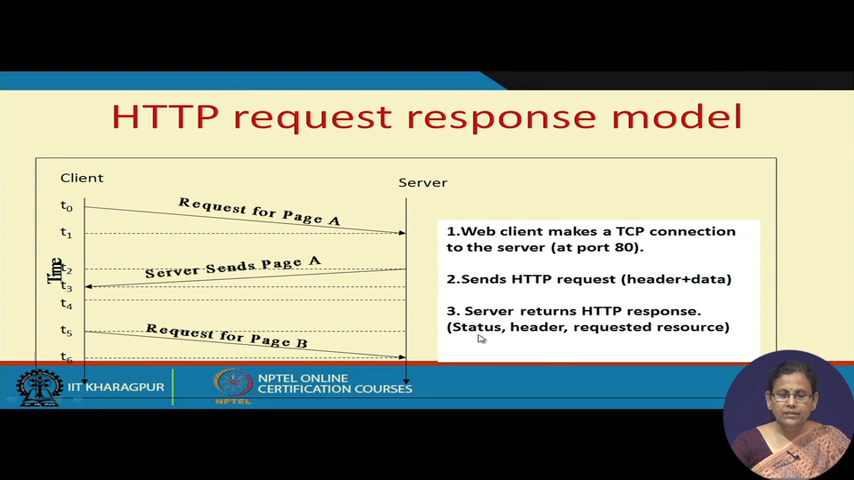 HTTP request response model
Client
Server
t0
Request for Page A
t1
Time
t2
Server Sends Page A
t3
t4
t5
Request for Page B
t6
1.Web client makes a TCP connection
to the server (at port 80).
2.Sends HTTP request (header+data)
3. Server returns HTTP response.
(Status, header, requested resource)
IIT KHARAGPUR
NPTEL
NPTEL ONLINE
CERTIFICATION COURSES